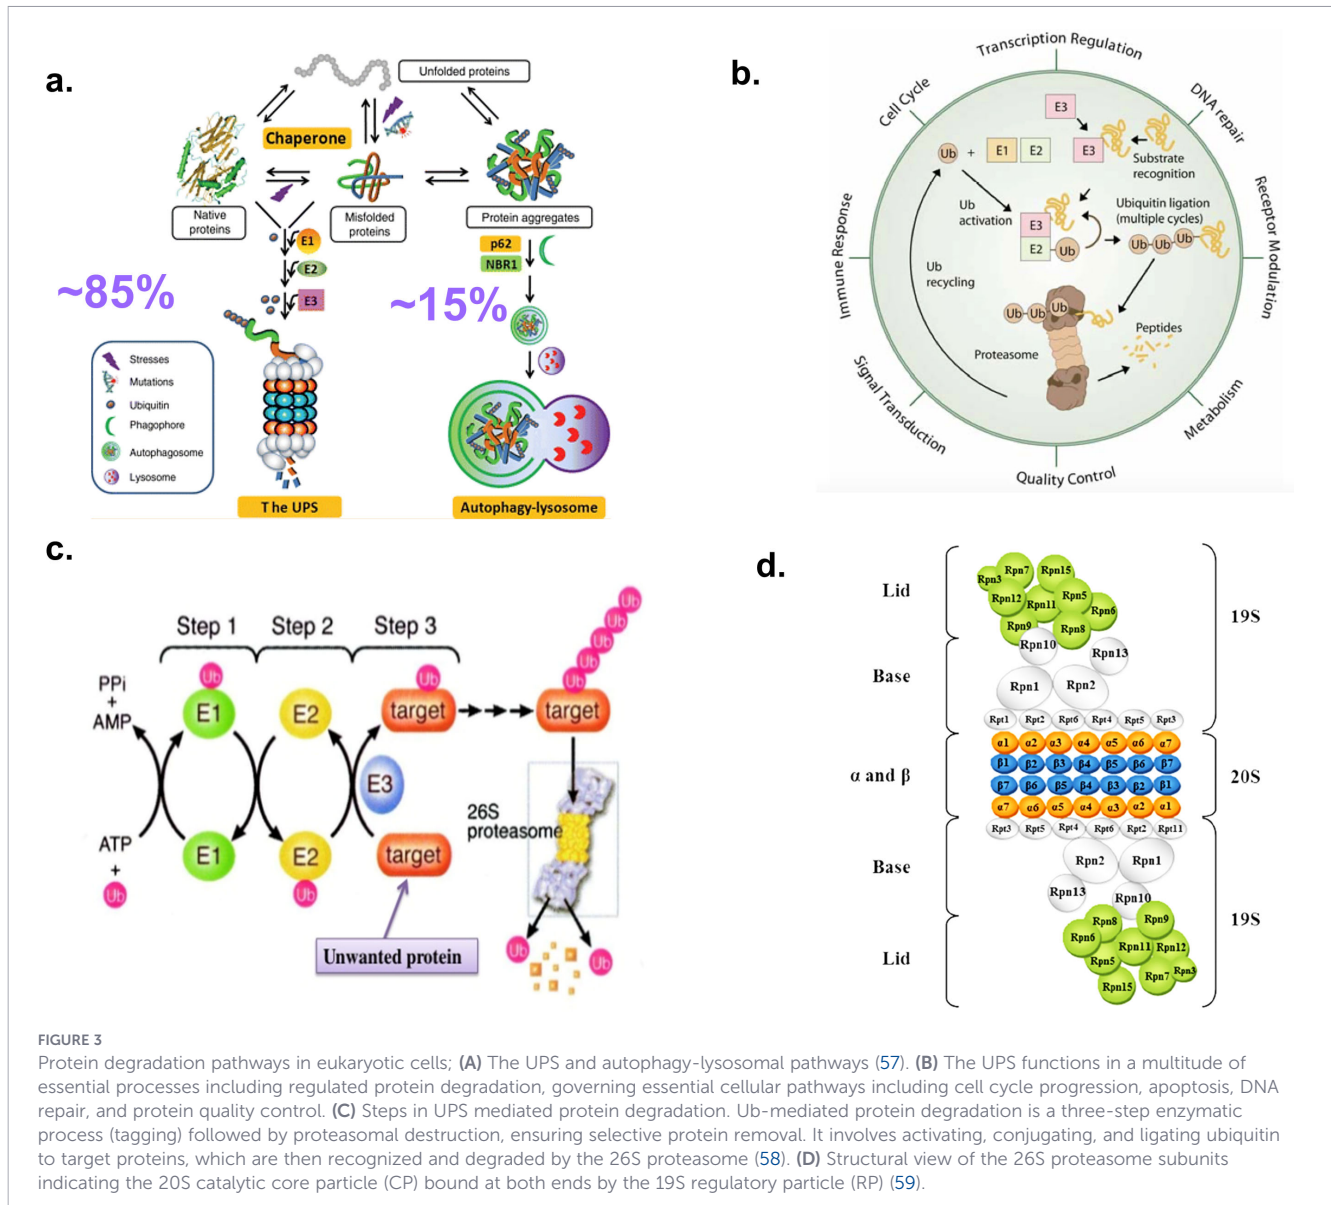 a.
Unfolded proteins
Chaperone
Native
proteins
Misfolded
proteins
Protein aggregates
E1
E2
E3
p62
NBR1
~85%
~15%
Stresses
Mutations
Ubiquitin
Phagophore
Autophagosome
Lysosome
The UPS
Autophagy-lysosome
b.
Transcription Regulation
DNA repair
Receptor Modulation
Metabolism
Quality Control
Signal Transduction
Immune Response
Cell Cycle
E3
Ub + E1 E2
E3
Substrate
recognition
Ub
activation
E3
E2 Ub
Ubiquitin ligation
(multiple cycles)
Ub Ub Ub
Ub
recycling
Ub Ub Ub
Proteasome
Peptides
c.
Step 1 Step 2 Step 3
Ub
Ub
Ub
Ub
Ub
Ub
Ub
PPi
+
AMP
E1
E2
target
target
E3
26S
proteasome
ATP
+
Ub
E1
E2
Ub
target
Unwanted protein
Ub
Ub
d.
Lid
Rpn3 Rpn7 Rpn15
Rpn12 Rpn11 Rpn5 Rpn6
Rpn9 Rpn8
19S
Base
Rpn10 Rpn13
Rpn1 Rpn2
Rpt1 Rpt2 Rpt6 Rpt4 Rpt5 Rpt3
α and β
α1 α2 α3 α4 α5 α6 α7
β1 β2 β3 β4 β5 β6 β7
β7 β6 β5 β4 β3 β2 β1
α7 α6 α5 α4 α3 α2 α1
20S
Rpt3 Rpt5 Rpt4 Rpt6 Rpt2 Rpt11
Base
Rpn2 Rpn1
Rpn13 Rpn10
19S
Lid
Rpn8 Rpn9
Rpn6 Rpn11 Rpn12
Rpn5 Rpn7 Rpn3
Rpn15
FIGURE 3
Protein degradation pathways in eukaryotic cells; (A) The UPS and autophagy-lysosomal pathways (57). (B) The UPS functions in a multitude of
essential processes including regulated protein degradation, governing essential cellular pathways including cell cycle progression, apoptosis, DNA
repair, and protein quality control. (C) Steps in UPS mediated protein degradation. Ub-mediated protein degradation is a three-step enzymatic
process (tagging) followed by proteasomal destruction, ensuring selective protein removal. It involves activating, conjugating, and ligating ubiquitin
to target proteins, which are then recognized and degraded by the 26S proteasome (58). (D) Structural view of the 26S proteasome subunits
indicating the 20S catalytic core particle (CP) bound at both ends by the 19S regulatory particle (RP) (59).